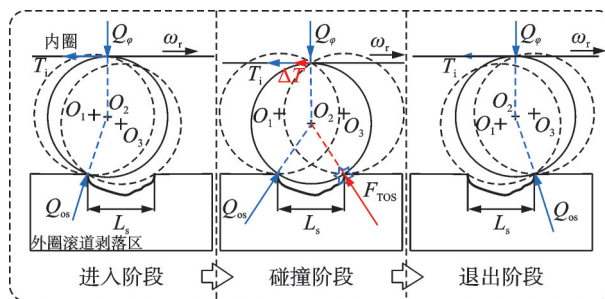 内圈 Qφ ωr
Ti
O1 O2 O3
Qos
Ls
外圈滚道剥落区
进入阶段
Qφ ωr
Ti ΔT
O1 O2 O3
Qos FTOS
Ls
碰撞阶段
Qφ ωr
Ti
O2
O1 O3
Qos
Ls
退出阶段